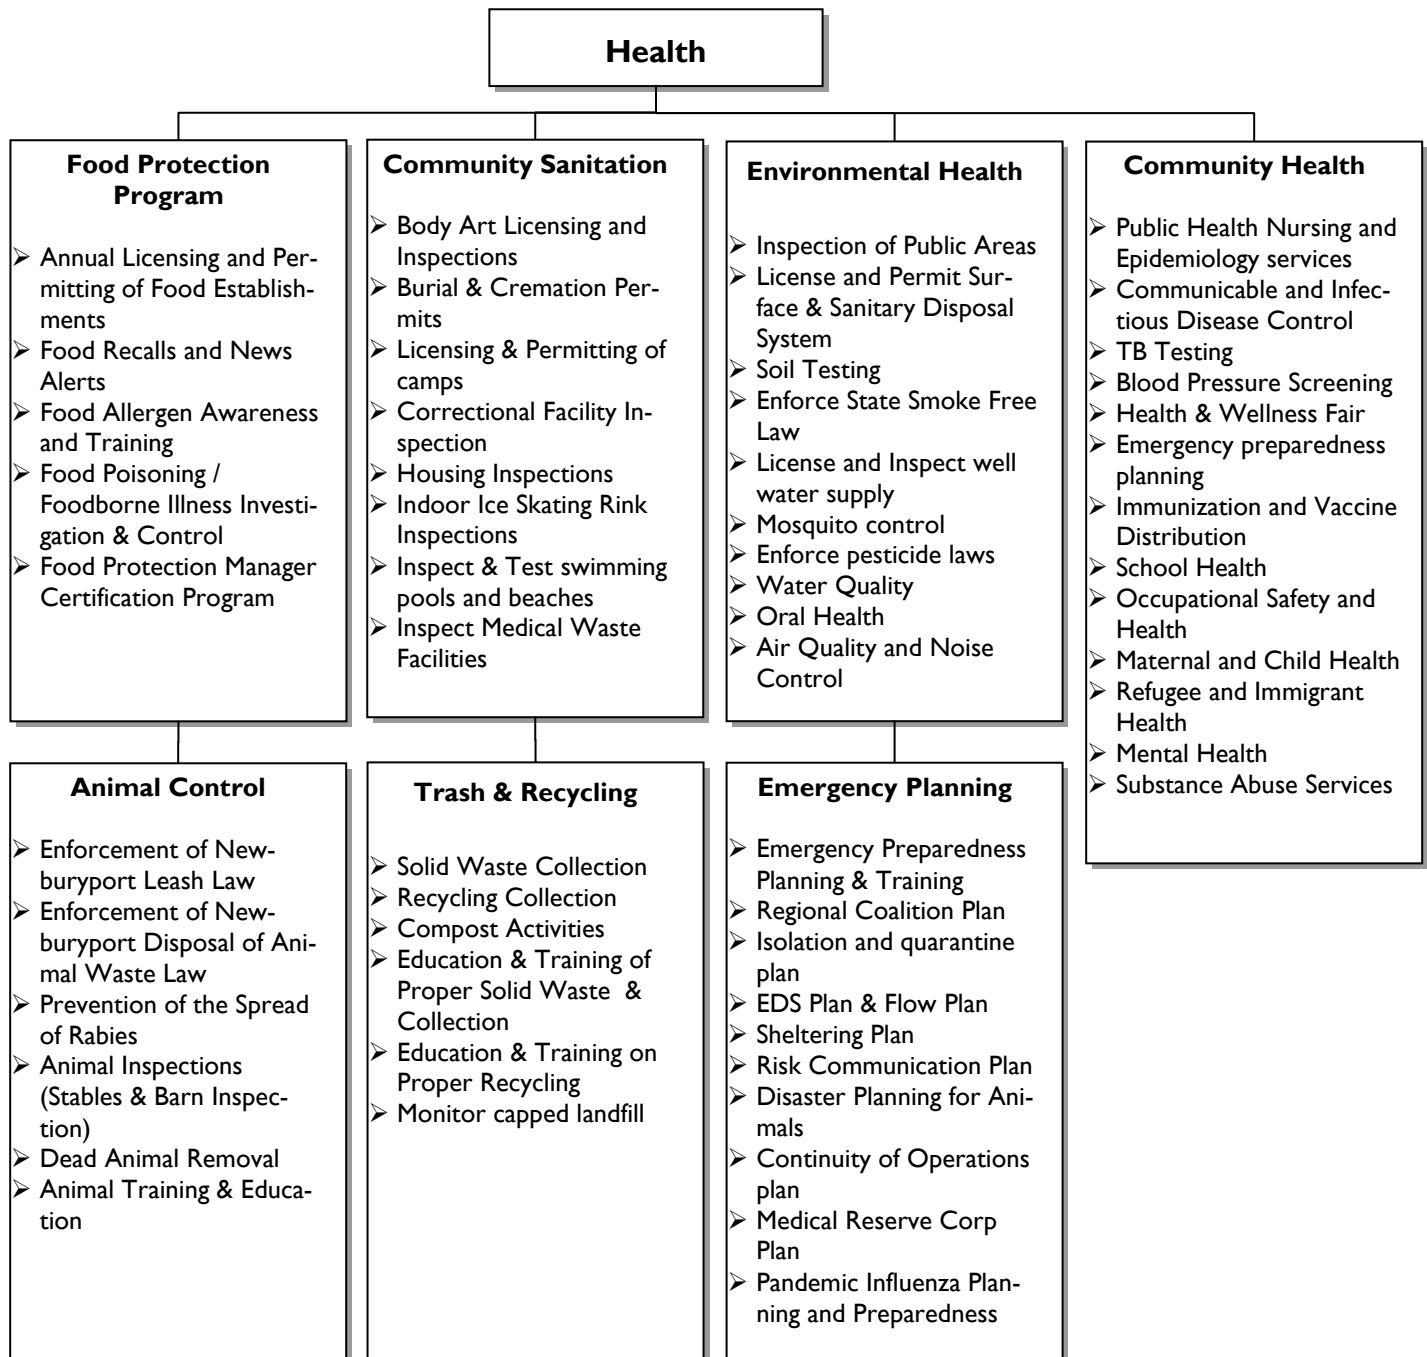 Health
Food Protection
Program
➢ Annual Licensing and Per-
mitting of Food Establish-
ments
➢ Food Recalls and News
Alerts
➢ Food Allergen Awareness
and Training
➢ Food Poisoning /
Foodborne Illness Investi-
gation & Control
➢ Food Protection Manager
Certification Program
Community Sanitation
➢ Body Art Licensing and
Inspections
➢ Burial & Cremation Per-
mits
➢ Licensing & Permitting of
camps
➢ Correctional Facility In-
spection
➢ Housing Inspections
➢ Indoor Ice Skating Rink
Inspections
➢ Inspect & Test swimming
pools and beaches
➢ Inspect Medical Waste
Facilities
Environmental Health
➢ Inspection of Public Areas
➢ License and Permit Sur-
face & Sanitary Disposal
System
➢ Soil Testing
➢ Enforce State Smoke Free
Law
➢ License and Inspect well
water supply
➢ Mosquito control
➢ Enforce pesticide laws
➢ Water Quality
➢ Oral Health
➢ Air Quality and Noise
Control
Community Health
➢ Public Health Nursing and
Epidemiology services
➢ Communicable and Infec-
tious Disease Control
➢ TB Testing
➢ Blood Pressure Screening
➢ Health & Wellness Fair
➢ Emergency preparedness
planning
➢ Immunization and Vaccine
Distribution
➢ School Health
➢ Occupational Safety and
Health
➢ Maternal and Child Health
➢ Refugee and Immigrant
Health
➢ Mental Health
➢ Substance Abuse Services
Animal Control
➢ Enforcement of New-
buryport Leash Law
➢ Enforcement of New-
buryport Disposal of Ani-
mal Waste Law
➢ Prevention of the Spread
of Rabies
➢ Animal Inspections
(Stables & Barn Inspec-
tion)
➢ Dead Animal Removal
➢ Animal Training & Educa-
tion
Trash & Recycling
➢ Solid Waste Collection
➢ Recycling Collection
➢ Compost Activities
➢ Education & Training of
Proper Solid Waste &
Collection
➢ Education & Training on
Proper Recycling
➢ Monitor capped landfill
Emergency Planning
➢ Emergency Preparedness
Planning & Training
➢ Regional Coalition Plan
➢ Isolation and quarantine
plan
➢ EDS Plan & Flow Plan
➢ Sheltering Plan
➢ Risk Communication Plan
➢ Disaster Planning for Ani-
mals
➢ Continuity of Operations
plan
➢ Medical Reserve Corp
Plan
➢ Pandemic Influenza Plan-
ning and Preparedness